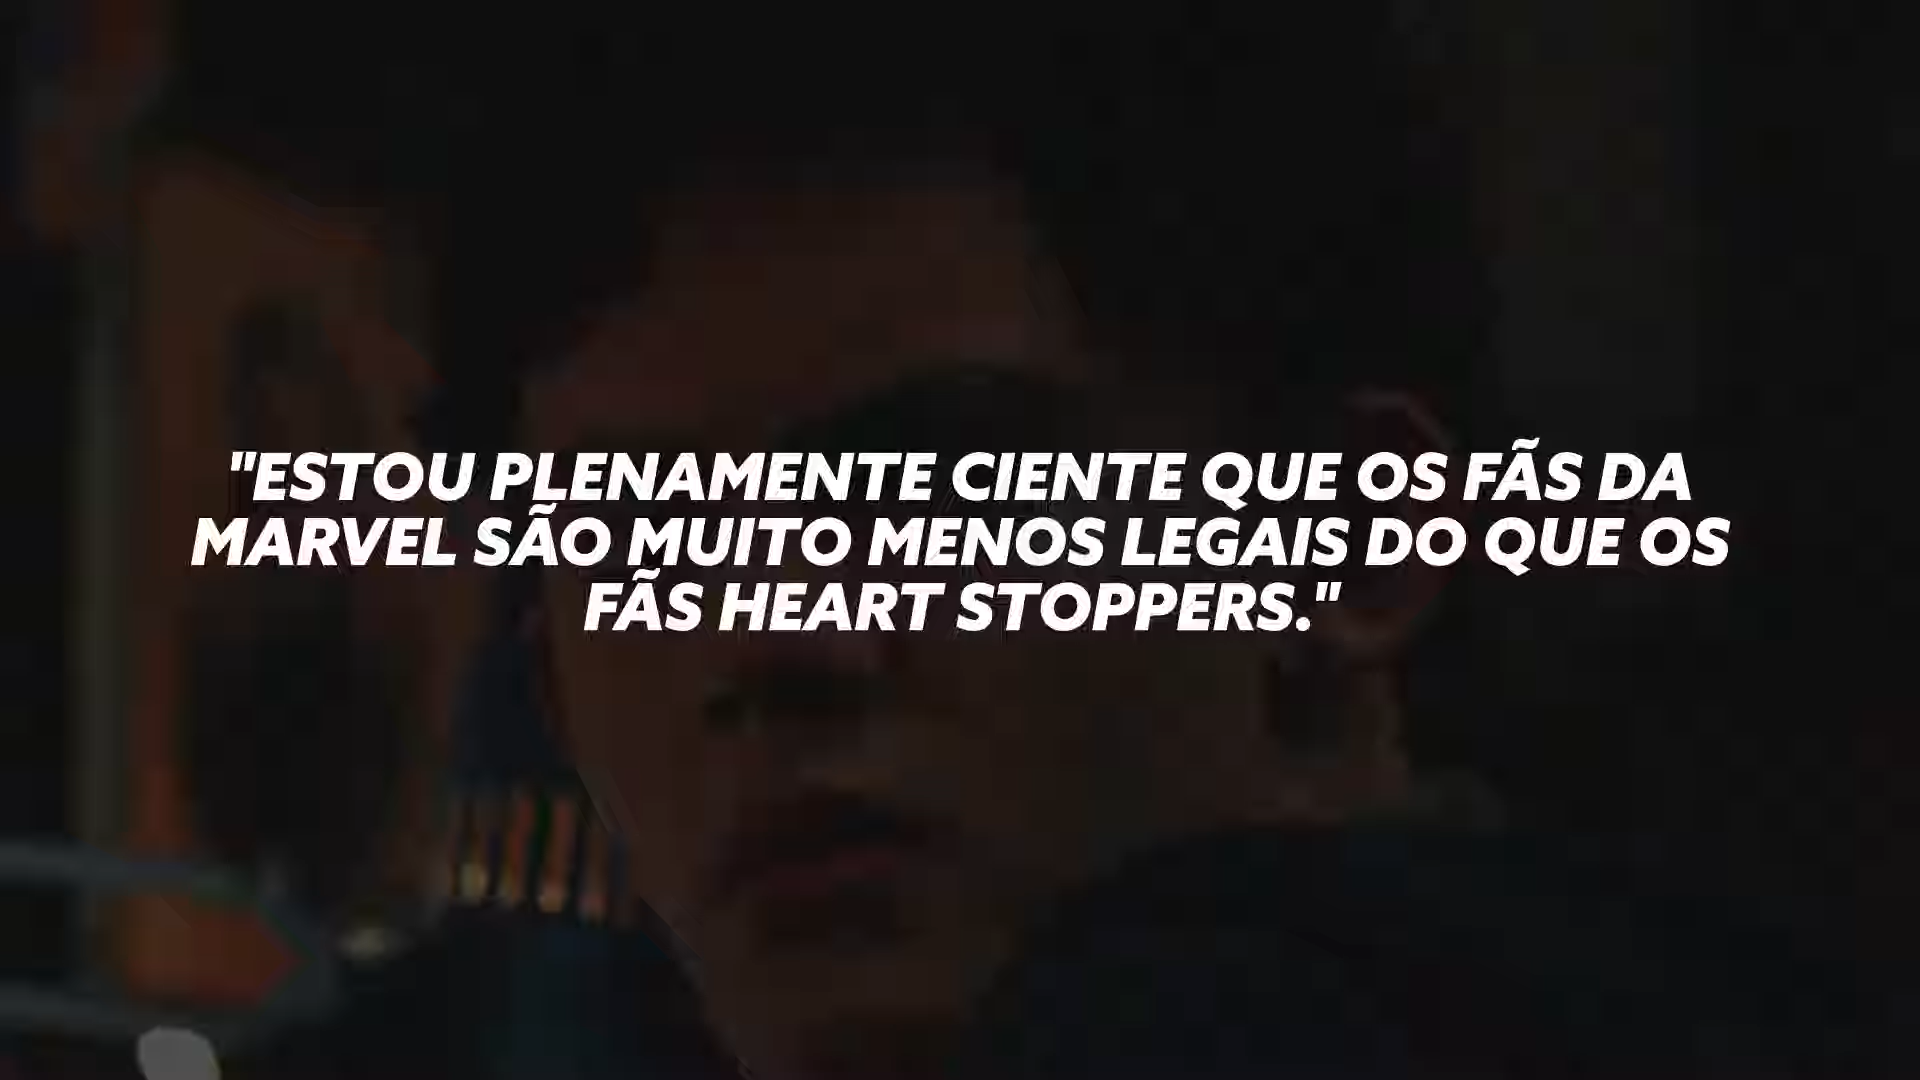 "ESTOU PLENAMENTE CIENTE QUE OS FÃS DA
MARVEL SÃO MUITO MENOS LEGAIS DO QUE OS
FÃS HEART STOPPERS."